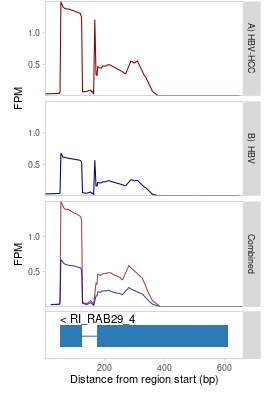 1.0
0.5
A) HBV-HCC
FPM
1.0
0.5
B) HBV
1.0
0.5
FPM
Combined
< RI_RAB29_4
200
400
600
Distance from region start (bp)